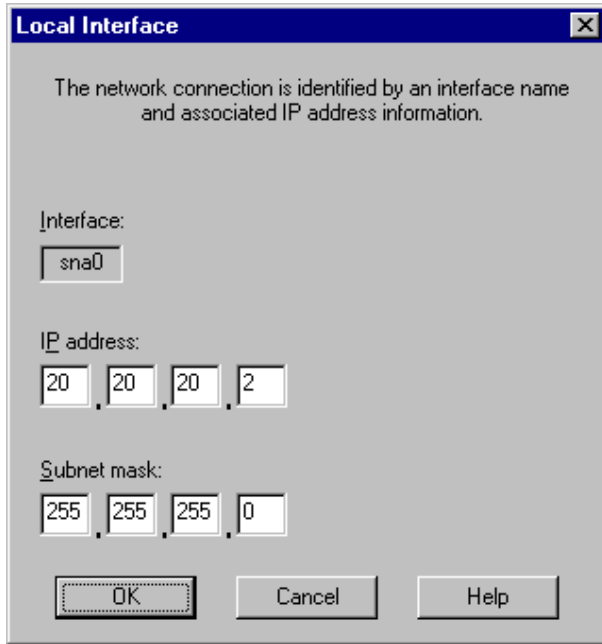 Local Interface
The network connection is identified by an interface name
and associated IP address information.
Interface:
sna0
IP address:
20 . 20 . 20 . 2
Subnet mask:
255 . 255 . 255 . 0
OK Cancel Help